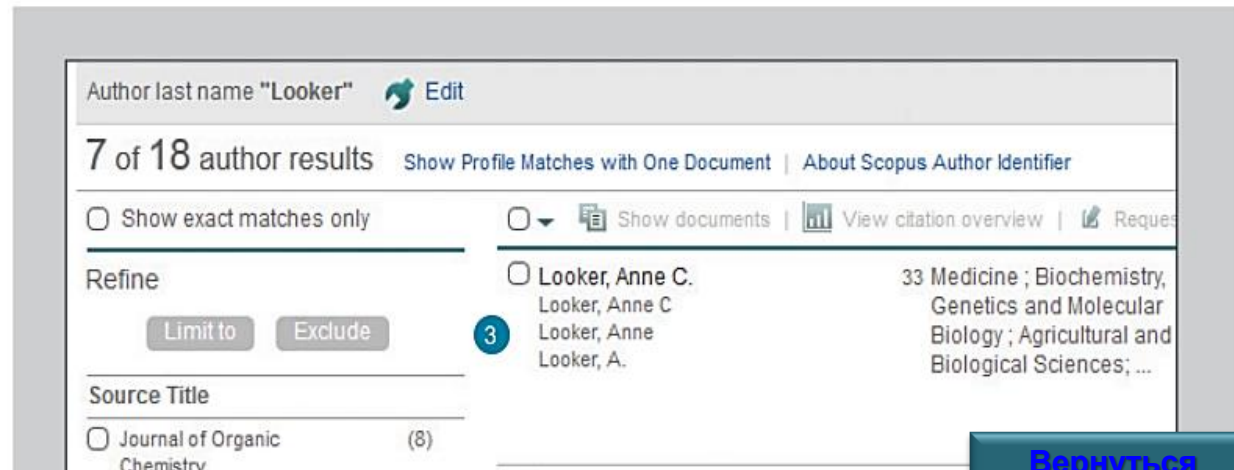 Author last name "Looker" Edit
7 of 18 author results Show Profile Matches with One Document | About Scopus Author Identifier
Show exact matches only
Show documents | View citation overview | Reques
Refine
Limit to Exclude
Source Title
Journal of Organic (8)
Chemistry
3
Looker, Anne C. 33 Medicine ; Biochemistry,
Looker, Anne C Genetics and Molecular
Looker, Anne Biology ; Agricultural and
Looker, A. Biological Sciences; ...
Вернуться